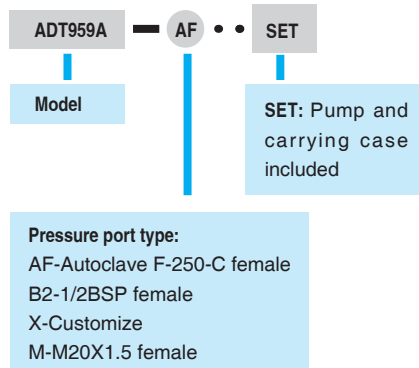 ADT959A — AF • • SET
Model
SET: Pump and
carrying case
included
Pressure port type:
AF-Autoclave F-250-C female
B2-1/2BSP female
X-Customize
M-M20X1.5 female